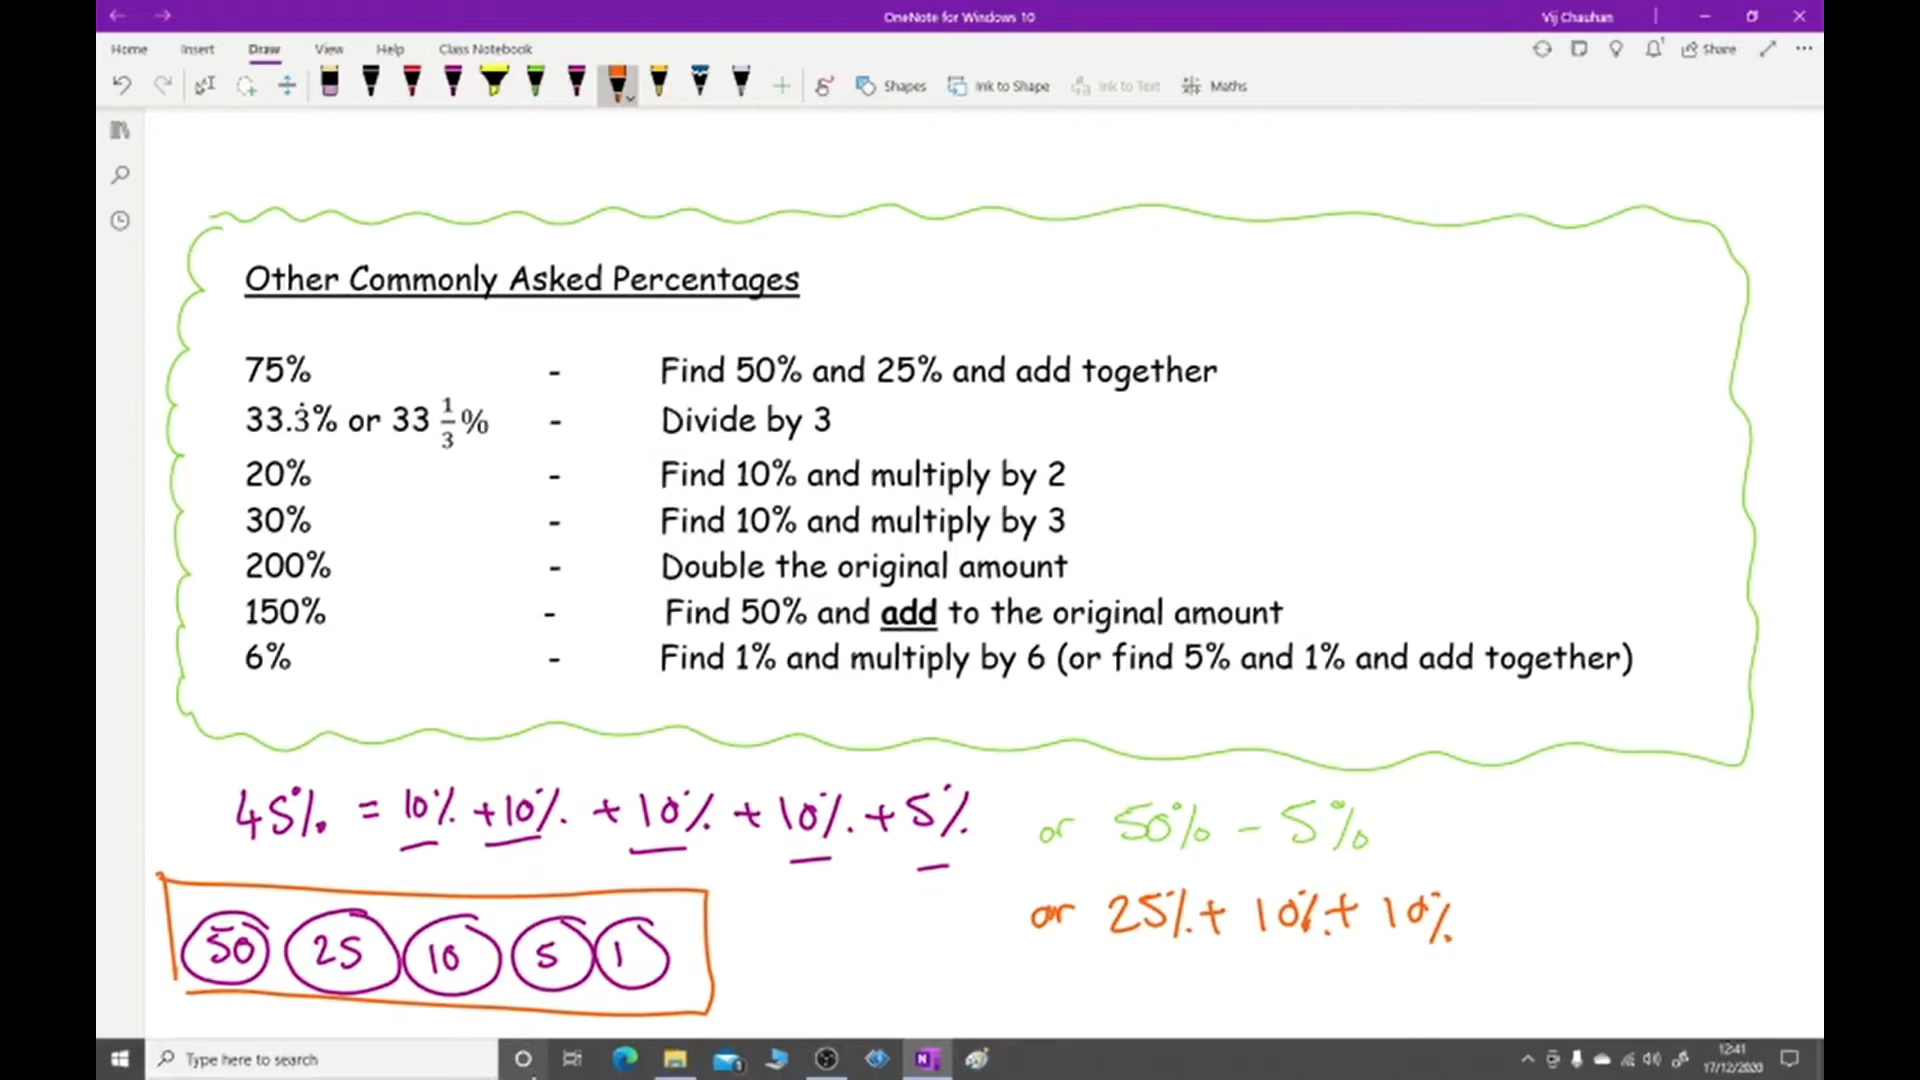 OneNote for Windows 10
Vij Chauhan
Home Insert Draw View Help Class Notebook
Share
Shapes Ink to Shape Ink to Text Maths
Other Commonly Asked Percentages
75% - Find 50% and 25% and add together
33.3̇% or 33 1/3% - Divide by 3
20% - Find 10% and multiply by 2
30% - Find 10% and multiply by 3
200% - Double the original amount
150% - Find 50% and add to the original amount
6% - Find 1% and multiply by 6 (or find 5% and 1% and add together)
45% = 10% + 10% + 10% + 10% + 5% or 50% - 5%
or 25% + 10% + 10%
50 25 10 5 1
Type here to search
12:41
17/12/2020